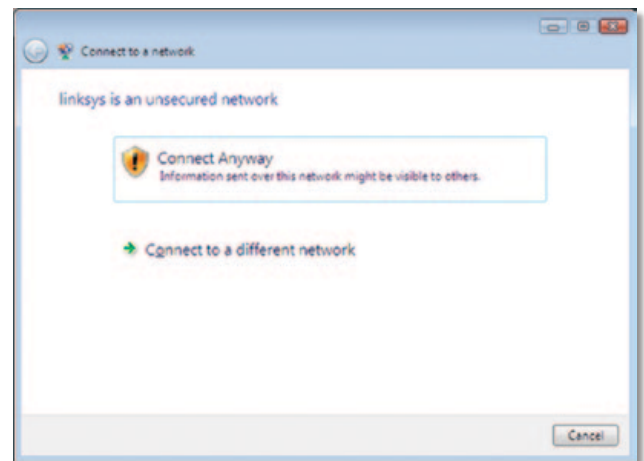 Connect to a network
linksys is an unsecured network
Connect Anyway
Information sent over this network might be visible to others.
Connect to a different network
Cancel